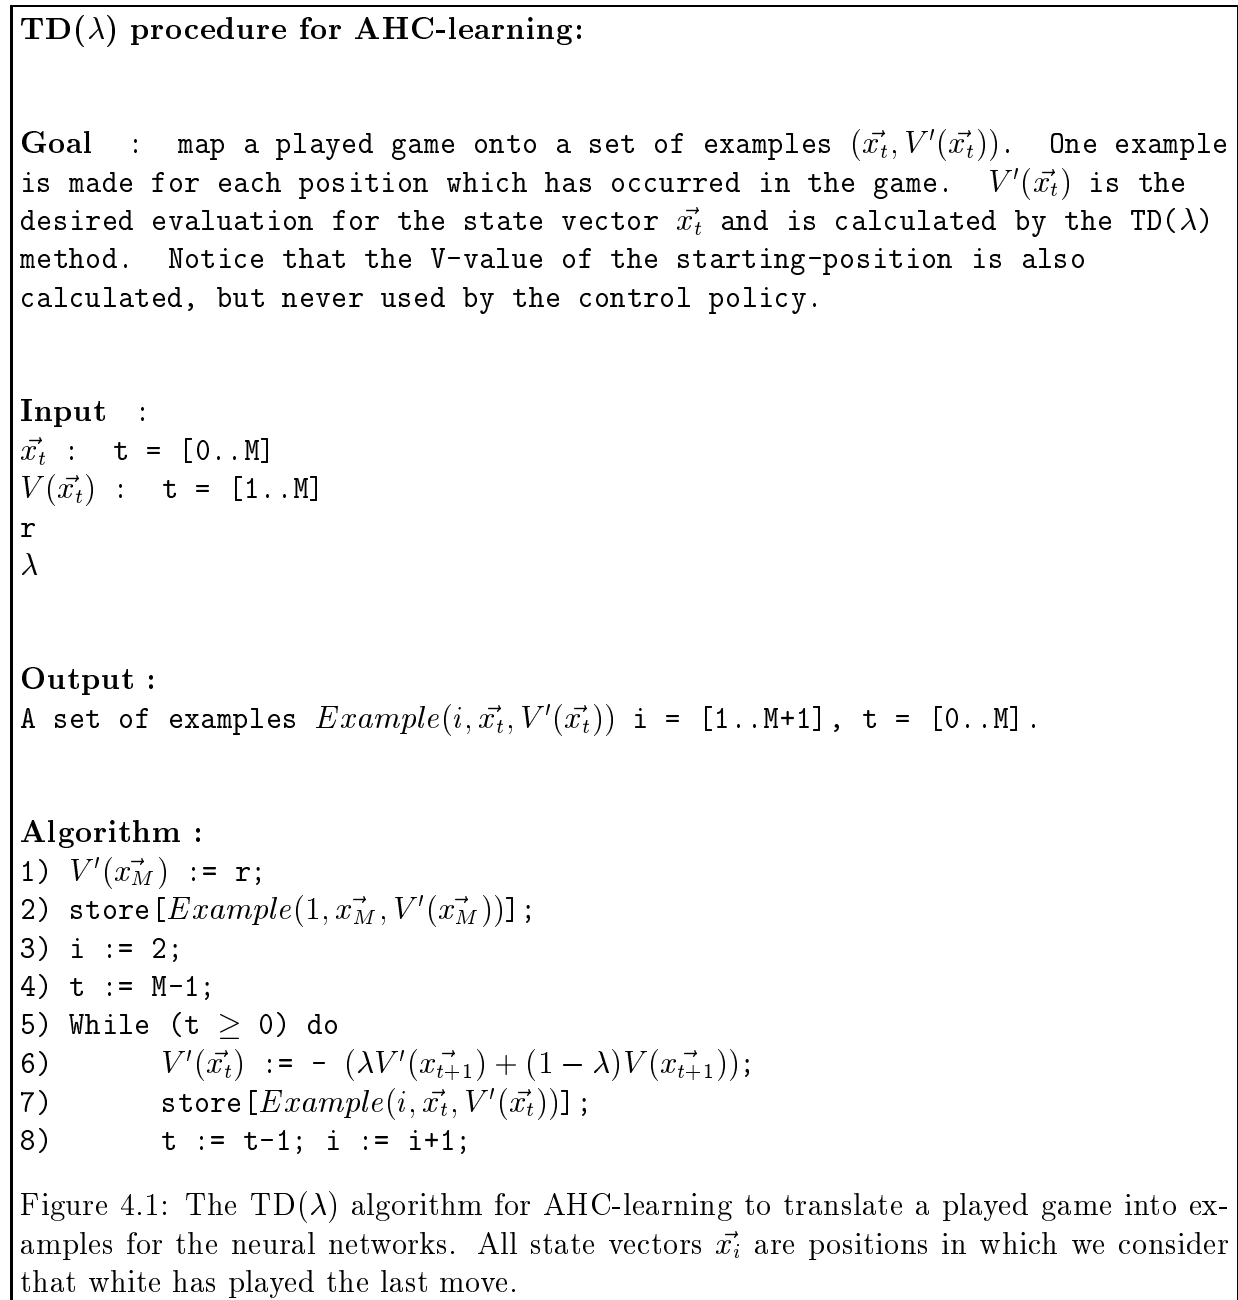 TD(λ) procedure for AHC-learning:
Goal : map a played game onto a set of examples (x⃗_t, V′(x⃗_t)). One example
is made for each position which has occurred in the game. V′(x⃗_t) is the
desired evaluation for the state vector x⃗_t and is calculated by the TD(λ)
method. Notice that the V-value of the starting-position is also
calculated, but never used by the control policy.
Input :
x⃗_t : t = [0..M]
V(x⃗_t) : t = [1..M]
r
λ
Output :
A set of examples Example(i, x⃗_t, V′(x⃗_t)) i = [1..M+1], t = [0..M].
Algorithm :
1) V′(x⃗_M) := r;
2) store[Example(1, x⃗_M, V′(x⃗_M))];
3) i := 2;
4) t := M-1;
5) While (t ≥ 0) do
6) V′(x⃗_t) := - (λV′(x⃗_{t+1}) + (1 − λ)V(x⃗_{t+1}));
7) store[Example(i, x⃗_t, V′(x⃗_t))];
8) t := t-1; i := i+1;
Figure 4.1: The TD(λ) algorithm for AHC-learning to translate a played game into ex-
amples for the neural networks. All state vectors x⃗_i are positions in which we consider
that white has played the last move.